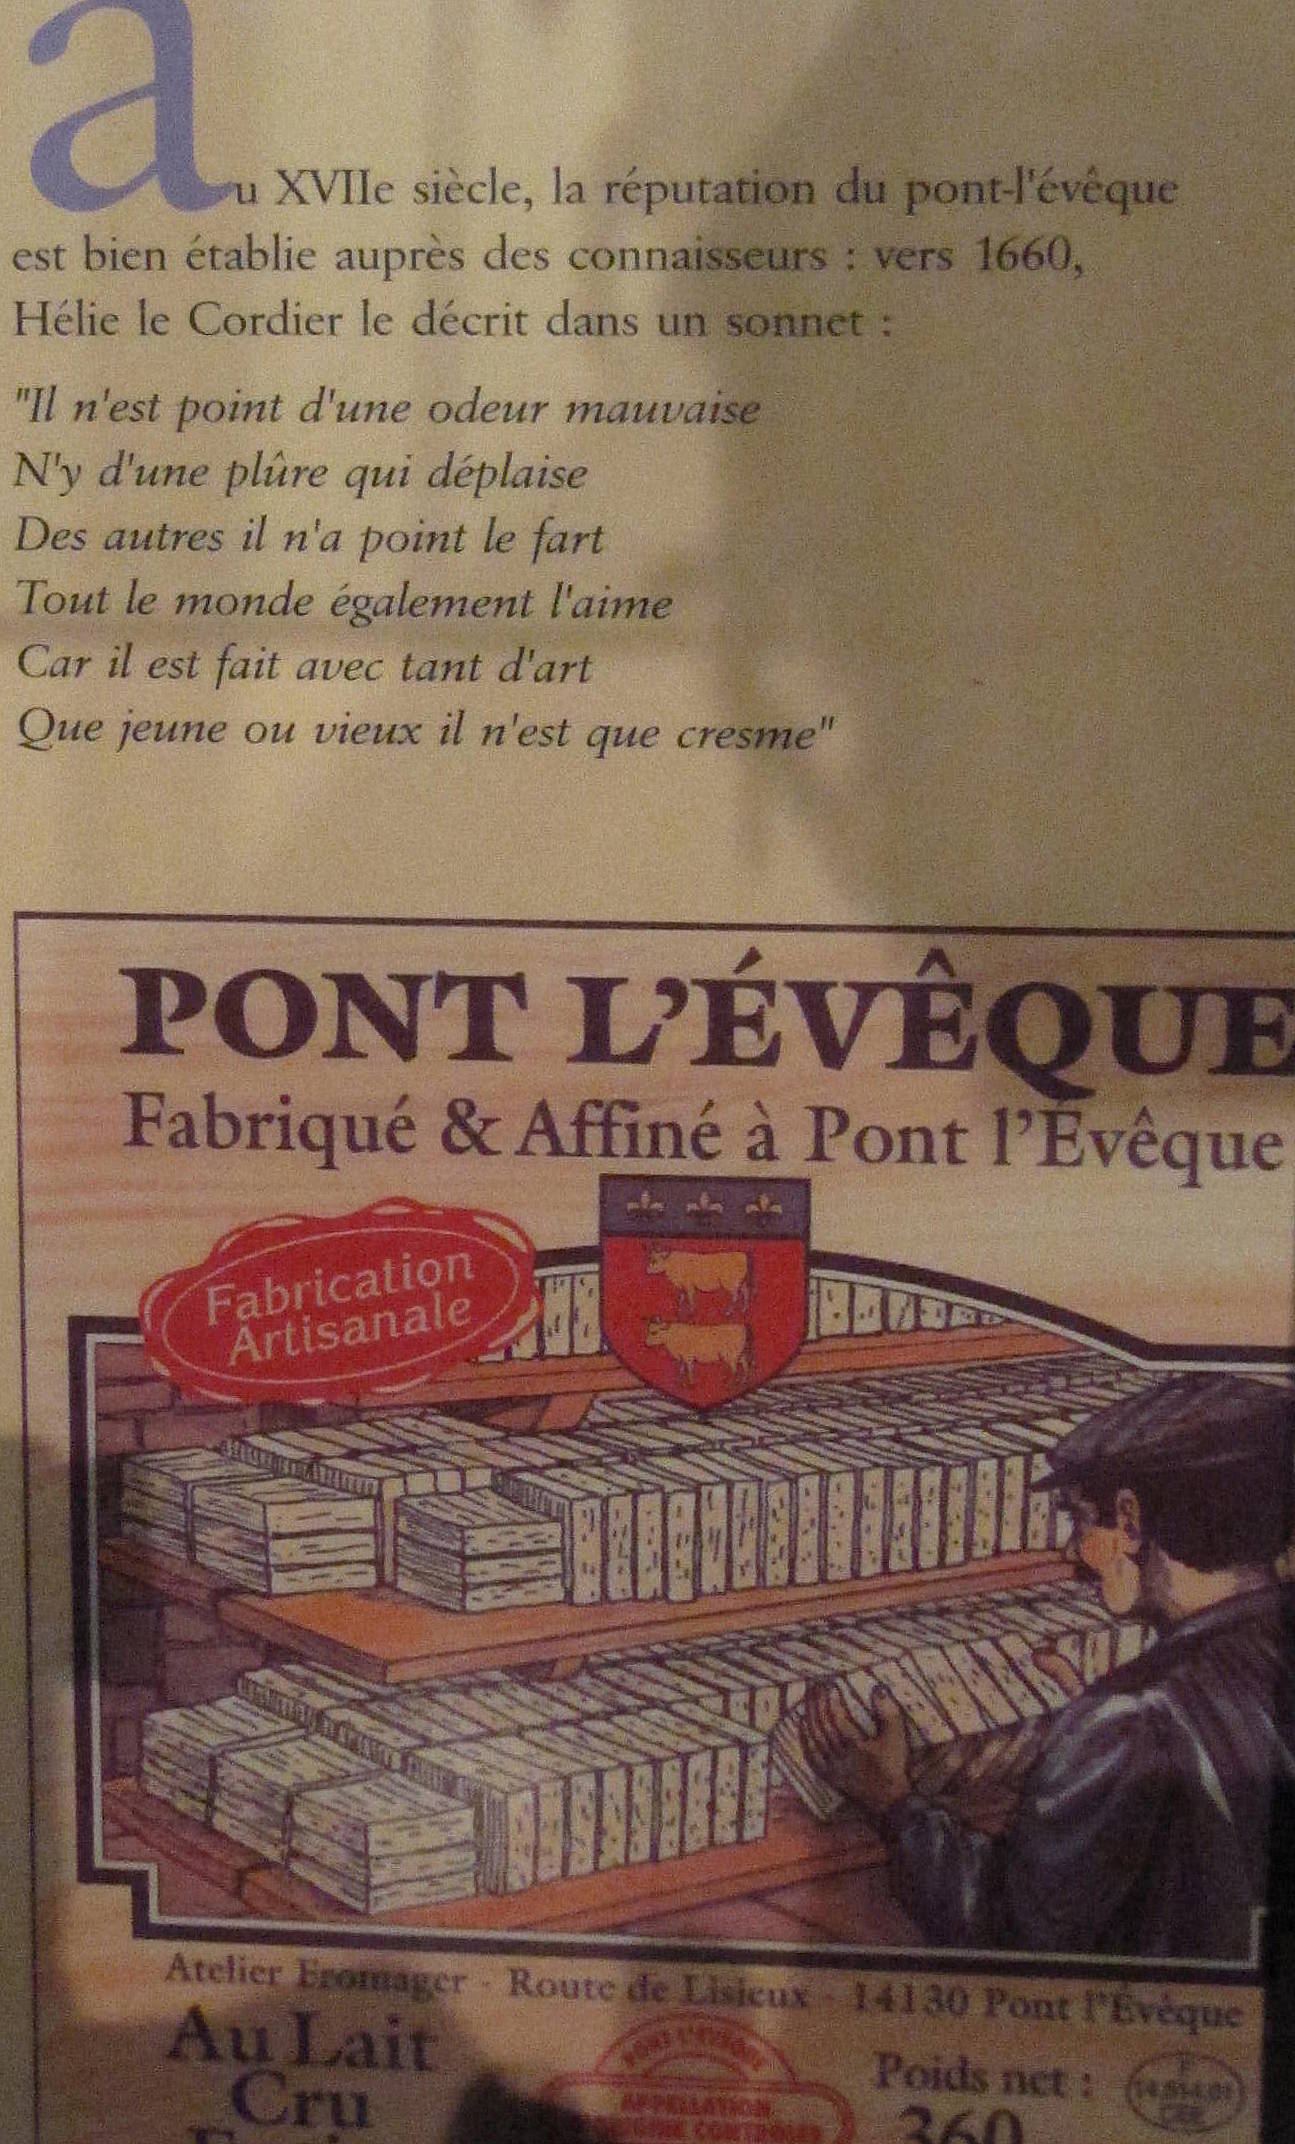 au XVIIe siècle, la réputation du pont-l'évêque
est bien établie auprès des connaisseurs : vers 1660,
Hélie le Cordier le décrit dans un sonnet :
"Il n'est point d'une odeur mauvaise
N'y d'une plûre qui déplaise
Des autres il n'a point le fart
Tout le monde également l'aime
Car il est fait avec tant d'art
Que jeune ou vieux il n'est que cresme"
PONT L'ÉVÊQUE
Fabriqué & Affiné à Pont l'Évêque
Fabrication
Artisanale
Atelier Fromager - Route de Lisieux - 14130 Pont l'Évêque
Au Lait
Cru
PONT L'ÉVÊQUE
APPELLATION
Poids net :
360